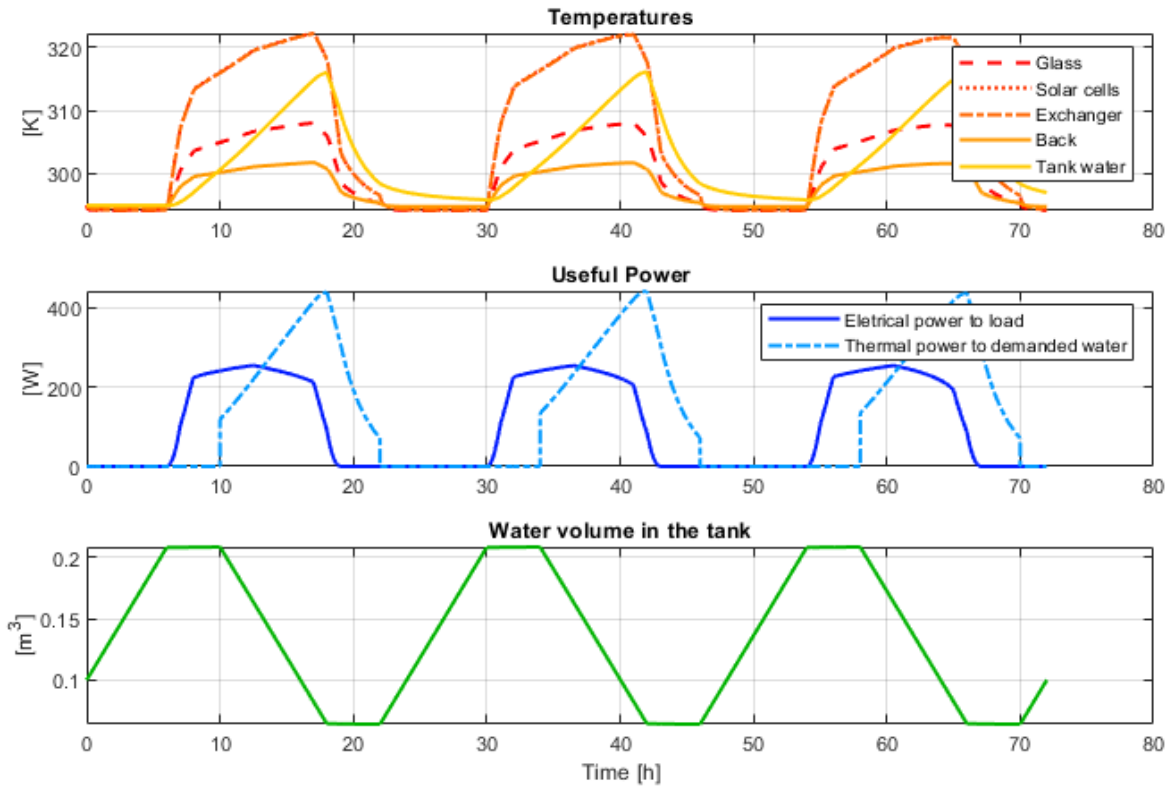 Temperatures
320
310
300
[K]
Glass
Solar cells
Exchanger
Back
Tank water
0 10 20 30 40 50 60 70 80
Useful Power
400
200
0
[W]
Eletrical power to load
Thermal power to demanded water
0 10 20 30 40 50 60 70 80
Water volume in the tank
0.2
0.15
0.1
[m³]
0 10 20 30 40 50 60 70 80
Time [h]